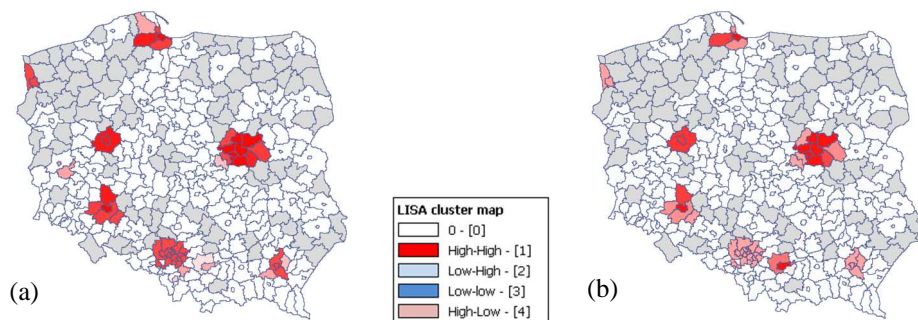 LISA cluster map
0 - [0]
High-High - [1]
Low-High - [2]
Low-low - [3]
High-Low - [4]
(a)
(b)